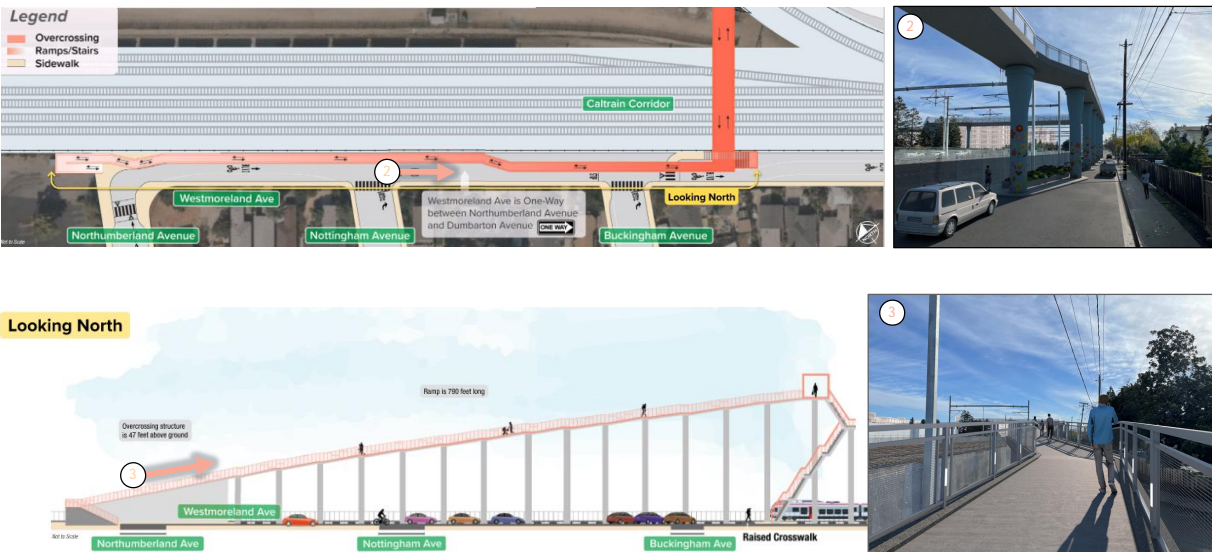 Legend
Overcrossing
Ramps/Stairs
Sidewalk
Caltrain Corridor
2
2
Westmoreland Ave
Westmoreland Ave is One-Way
between Northumberland Avenue
and Dumbarton Avenue
ONE WAY
Looking North
Not to Scale
Northumberland Avenue
Nottingham Avenue
Buckingham Avenue
Looking North
3
Ramp is 790 feet long
Overcrossing structure
is 47 feet above ground
3
Westmoreland Ave
Not to Scale
Northumberland Ave
Nottingham Ave
Buckingham Ave
Raised Crosswalk